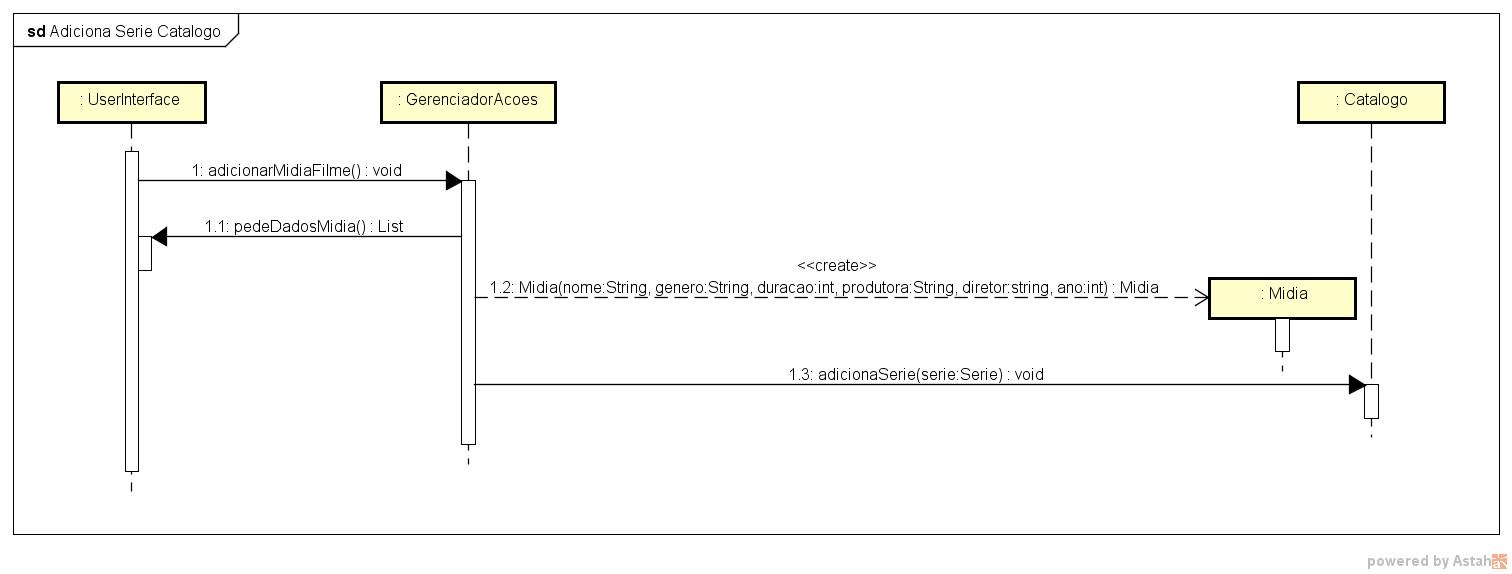 sd Adiciona Serie Catalogo
: UserInterface
: GerenciadorAcoes
: Catalogo
1: adicionarMidiaFilme() : void
1.1: pedeDadosMidia() : List
<<create>>
1.2: Midia(nome:String, genero:String, duracao:int, produtora:String, diretor:string, ano:int) : Midia
: Midia
1.3: adicionaSerie(serie:Serie) : void
powered by Astah